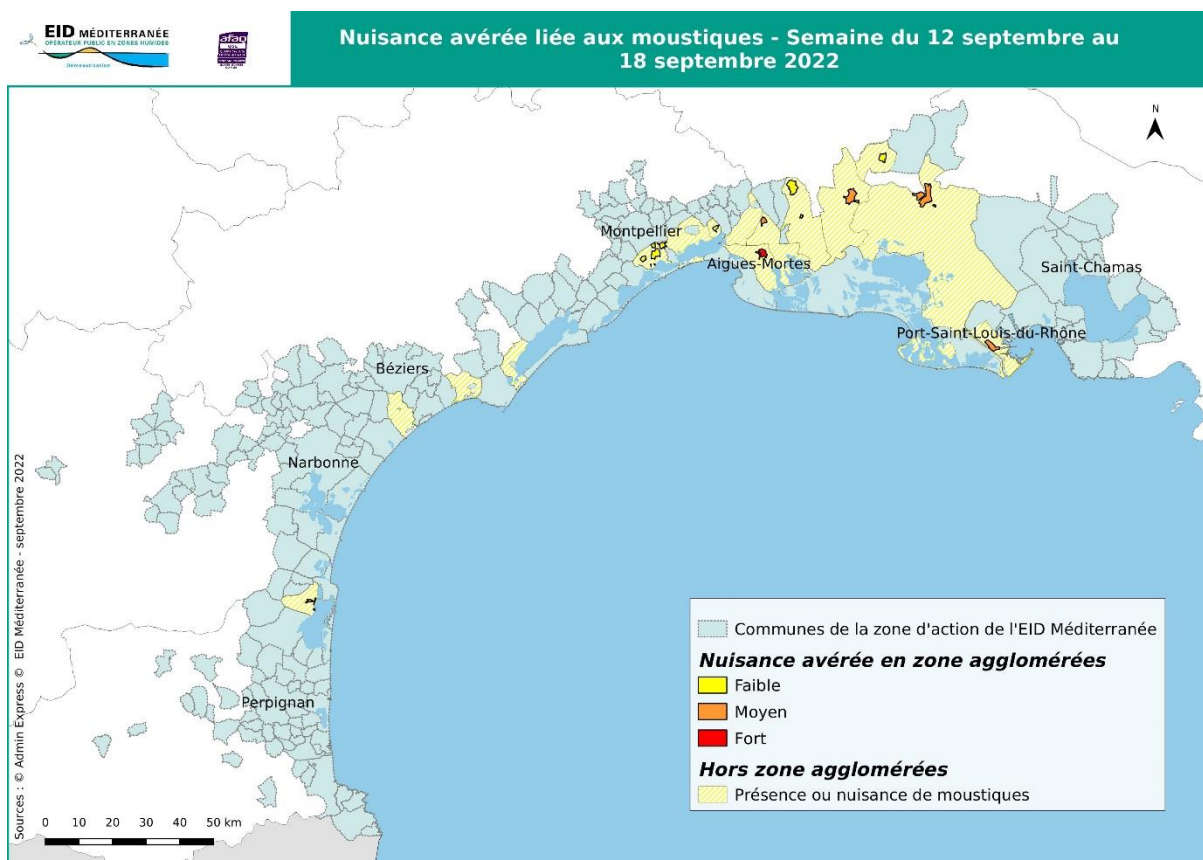 EID MÉDITERRANÉE
OPÉRATEUR PUBLIC EN ZONES HUMIDES
Démoustication
afaq
Nuisance avérée liée aux moustiques - Semaine du 12 septembre au
18 septembre 2022
N
Montpellier
Aigues-Mortes
Saint-Chamas
Port-Saint-Louis-du-Rhône
Béziers
Narbonne
Perpignan
Communes de la zone d'action de l'EID Méditerranée
Nuisance avérée en zone agglomérées
Faible
Moyen
Fort
Hors zone agglomérées
Présence ou nuisance de moustiques
0 10 20 30 40 50 km
Sources : © Admin Express © EID Méditerranée - septembre 2022